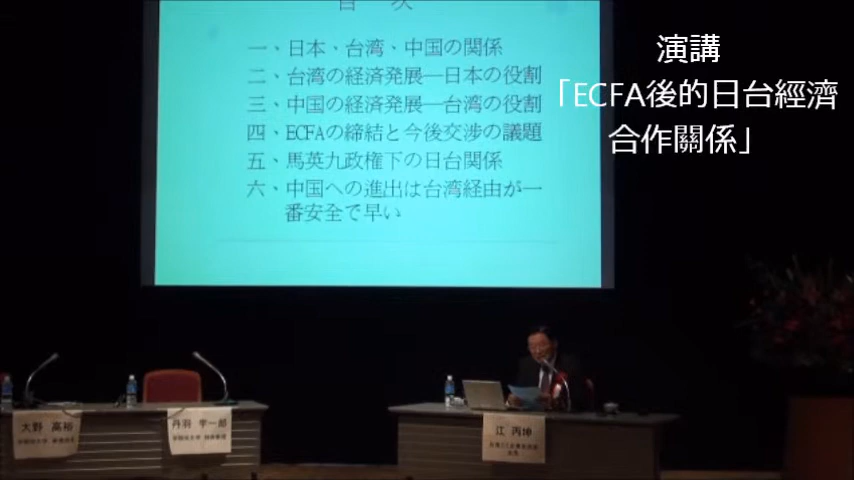 目 次
一、日本、台湾、中国の関係
二、台湾の経済発展—日本の役割
三、中国の経済発展—台湾の役割
四、ECFAの締結と今後交渉の議題
五、馬英九政権下の日台関係
六、中国への進出は台湾経由が一
番安全で早い
演講
「ECFA後的日台經濟
合作關係」
大野 高裕
丹羽 宇一郎
江 丙坤